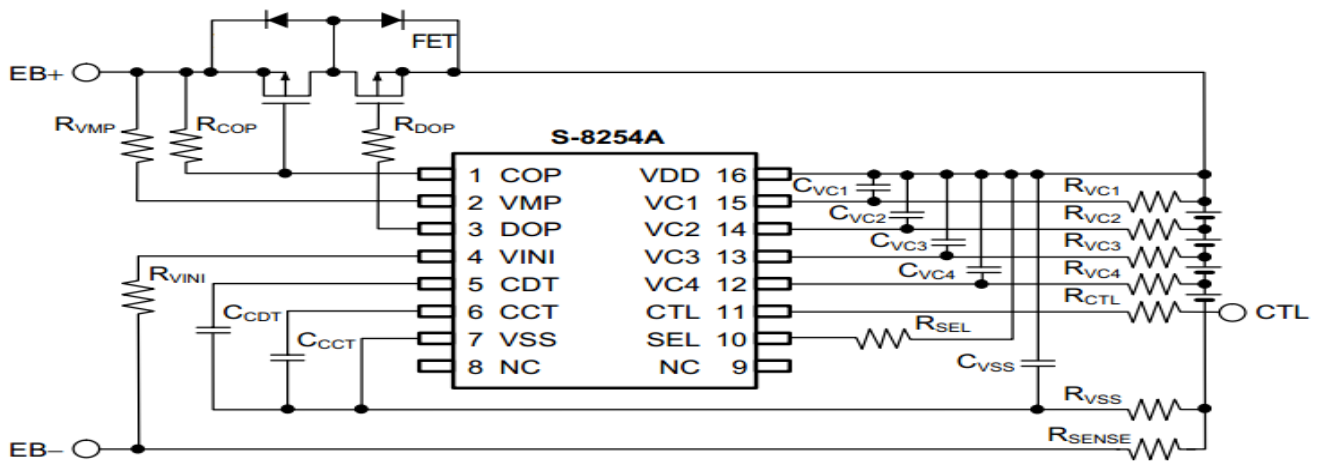 FET
EB+
RVMP
RCOP
RDOP
S-8254A
1 COP VDD 16
2 VMP VC1 15
3 DOP VC2 14
4 VINI VC3 13
5 CDT VC4 12
6 CCT CTL 11
7 VSS SEL 10
8 NC NC 9
CVC1
CVC2
CVC3
CVC4
RVC1
RVC2
RVC3
RVC4
RCTL
CTL
RVINI
CCDT
CCCT
RSEL
CVSS
RVSS
RSENSE
EB−